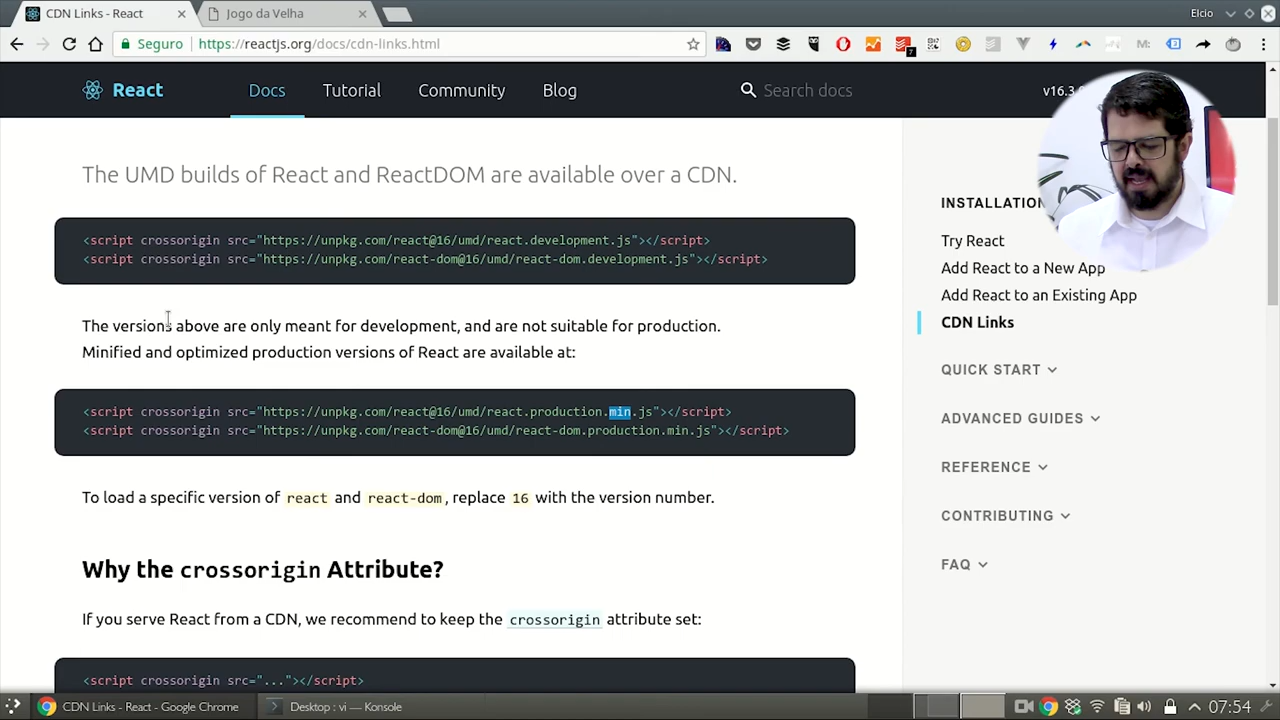 CDN Links - React
Jogo da Velha
Elcio
Seguro
https://reactjs.org/docs/cdn-links.html
7
M:
React
Docs
Tutorial
Community
Blog
Search docs
v16.3.
The UMD builds of React and ReactDOM are available over a CDN.
<script crossorigin src="https://unpkg.com/react@16/umd/react.development.js"></script>
<script crossorigin src="https://unpkg.com/react-dom@16/umd/react-dom.development.js"></script>
The versions above are only meant for development, and are not suitable for production.
Minified and optimized production versions of React are available at:
<script crossorigin src="https://unpkg.com/react@16/umd/react.production.min.js"></script>
<script crossorigin src="https://unpkg.com/react-dom@16/umd/react-dom.production.min.js"></script>
To load a specific version of react and react-dom, replace 16 with the version number.
Why the crossorigin Attribute?
If you serve React from a CDN, we recommend to keep the crossorigin attribute set:
<script crossorigin src="..."></script>
INSTALLATION
Try React
Add React to a New App
Add React to an Existing App
CDN Links
QUICK START
ADVANCED GUIDES
REFERENCE
CONTRIBUTING
FAQ
CDN Links - React - Google Chrome
Desktop : vi — Konsole
07:54